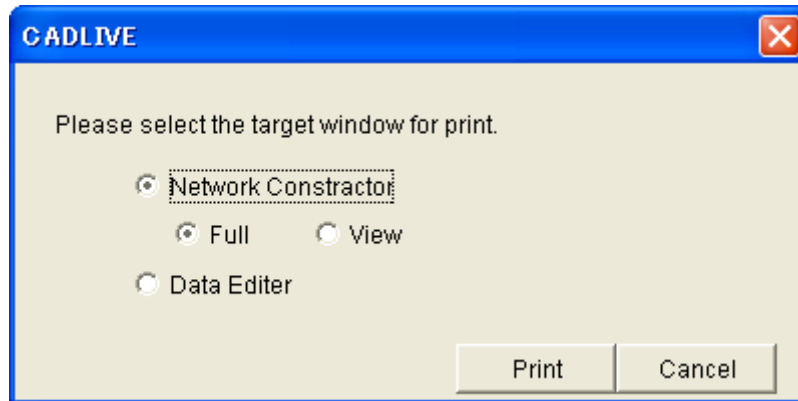 CADLIVE
Please select the target window for print.
Network Constractor
Full View
Data Editer
Print Cancel